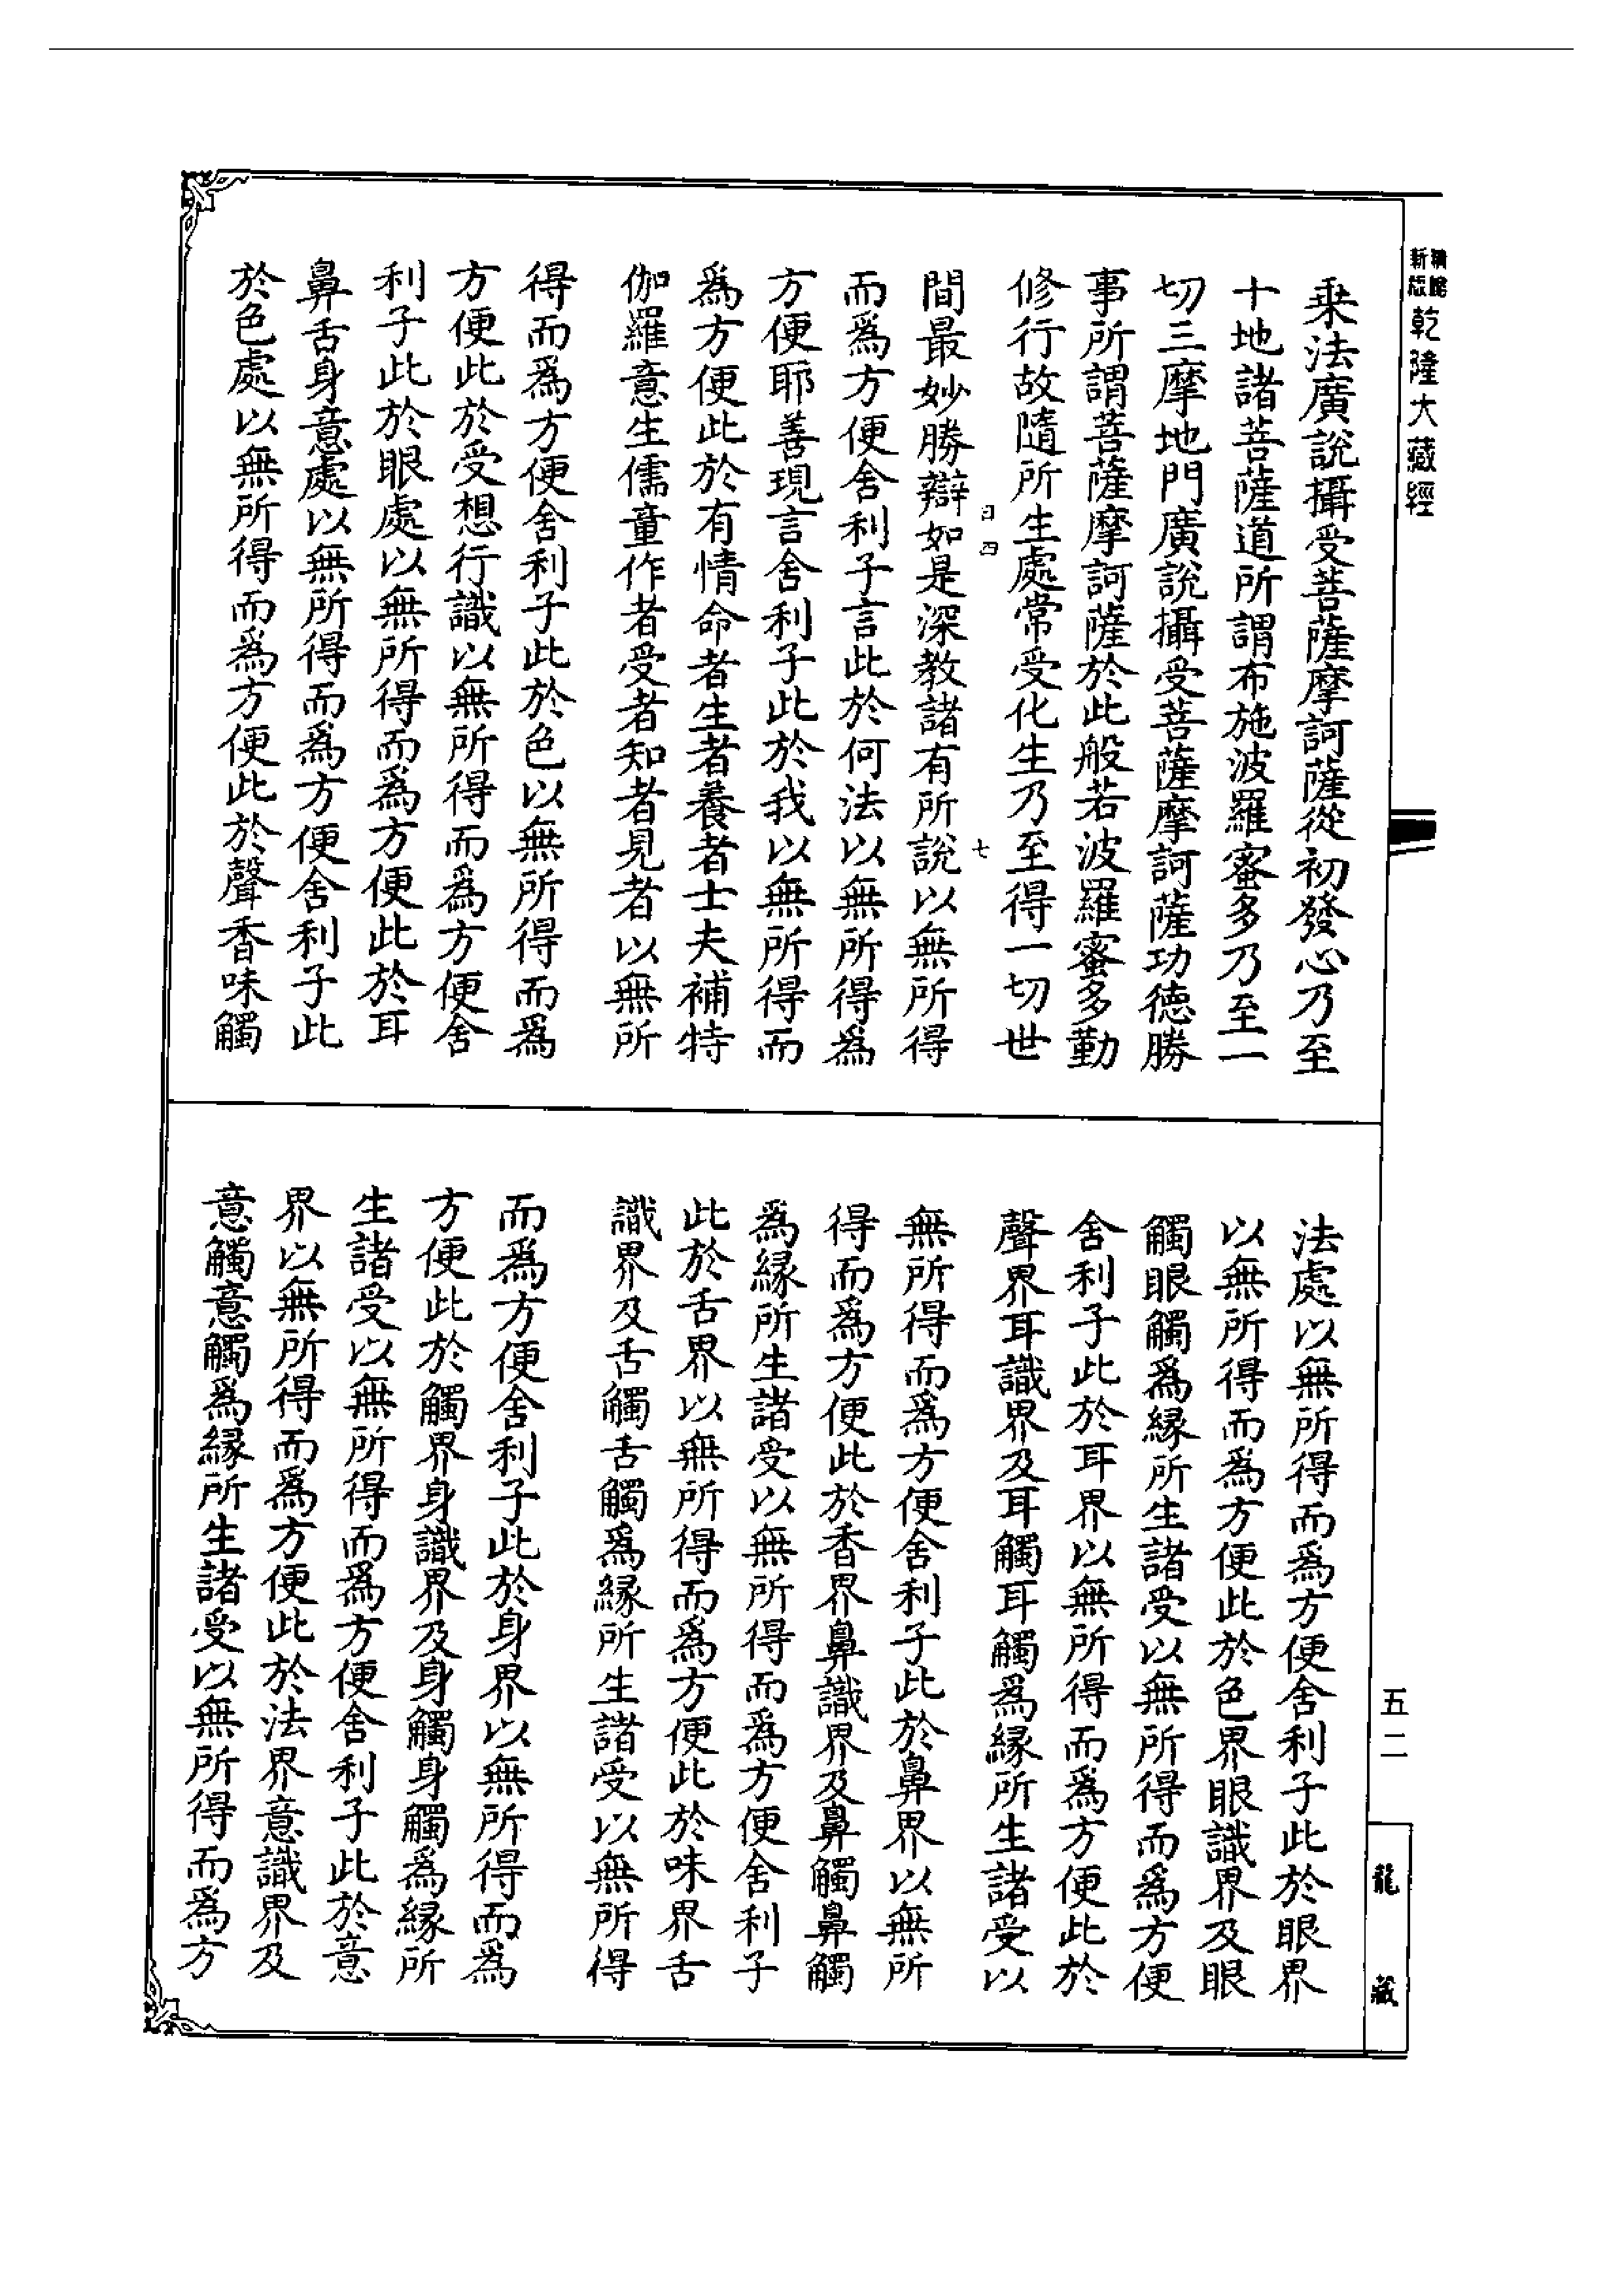 乾隆大藏經
乗法廣說攝受菩薩摩訶薩從初發心乃至
十地諸菩薩道所謂布施波羅蜜多乃至一
切三摩地門廣說攝受菩薩摩訶薩功德勝
事所謂菩薩摩訶薩於此般若波羅蜜多勤
修行故隨所生處常受化生乃至得一切世
七
間最妙勝辯如是深教諸有所說以無所得
而爲方便舍利子言此於何法以無所得爲
方便耶善現言舍利子此於我以無所得而
爲方便此於有情命者生者養者士夫補特
伽羅意生儒童作者受者知者見者以無所
得而爲方便舍利子此於色以無所得而爲
方便此於受想行識以無所得而爲方便舍
利子此於眼處以無所得而爲方便此於耳
鼻舌身意處以無所得而爲方便舍利子此
於色處以無所得而爲方便此於聲香味觸
五二
龍藏
法處以無所得而爲方便舍利子此於眼界
以無所得而爲方便此於色界眼識界及眼
觸眼觸爲緣所生諸受以無所得而爲方便
舍利子此於耳界以無所得而爲方便此於
聲界耳識界及耳觸耳觸爲緣所生諸受以
無所得而爲方便舍利子此於鼻界以無所
得而爲方便此於香界鼻識界及鼻觸鼻觸
爲緣所生諸受以無所得而爲方便舍利子
此於舌界以無所得而爲方便此於味界舌
識界及舌觸舌觸爲緣所生諸受以無所得
而爲方便舍利子此於身界以無所得而爲
方便此於觸界身識界及身觸身觸爲緣所
生諸受以無所得而爲方便舍利子此於意
界以無所得而爲方便此於法界意識界及
意觸意觸爲緣所生諸受以無所得而爲方